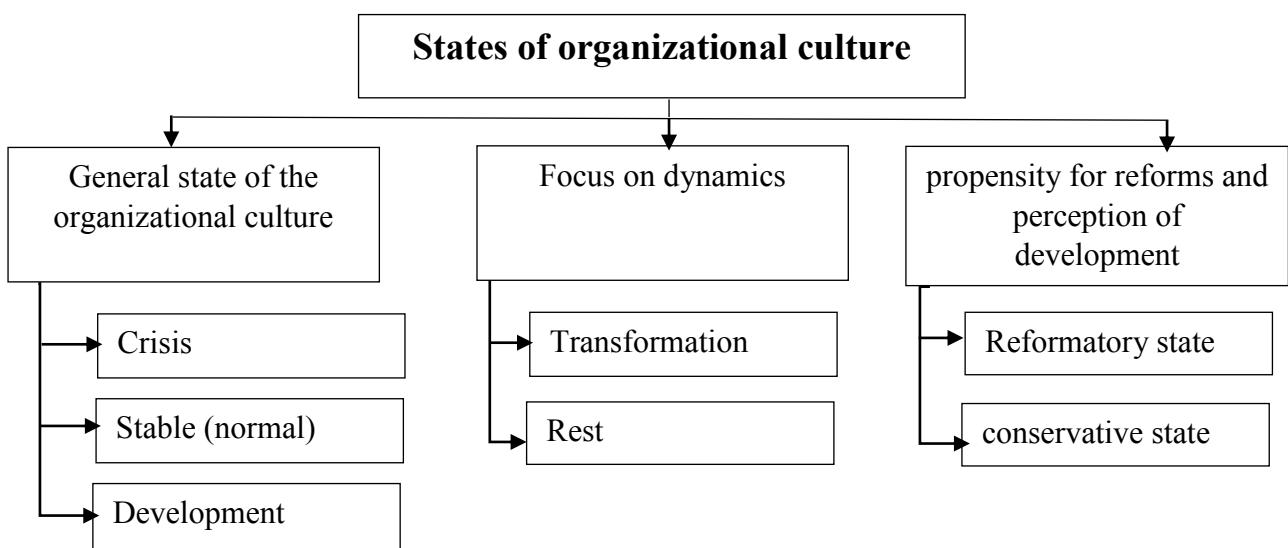 States of organizational culture
General state of the
organizational culture
Crisis
Stable (normal)
Development
Focus on dynamics
Transformation
Rest
propensity for reforms and
perception of
development
Reformatory state
conservative state